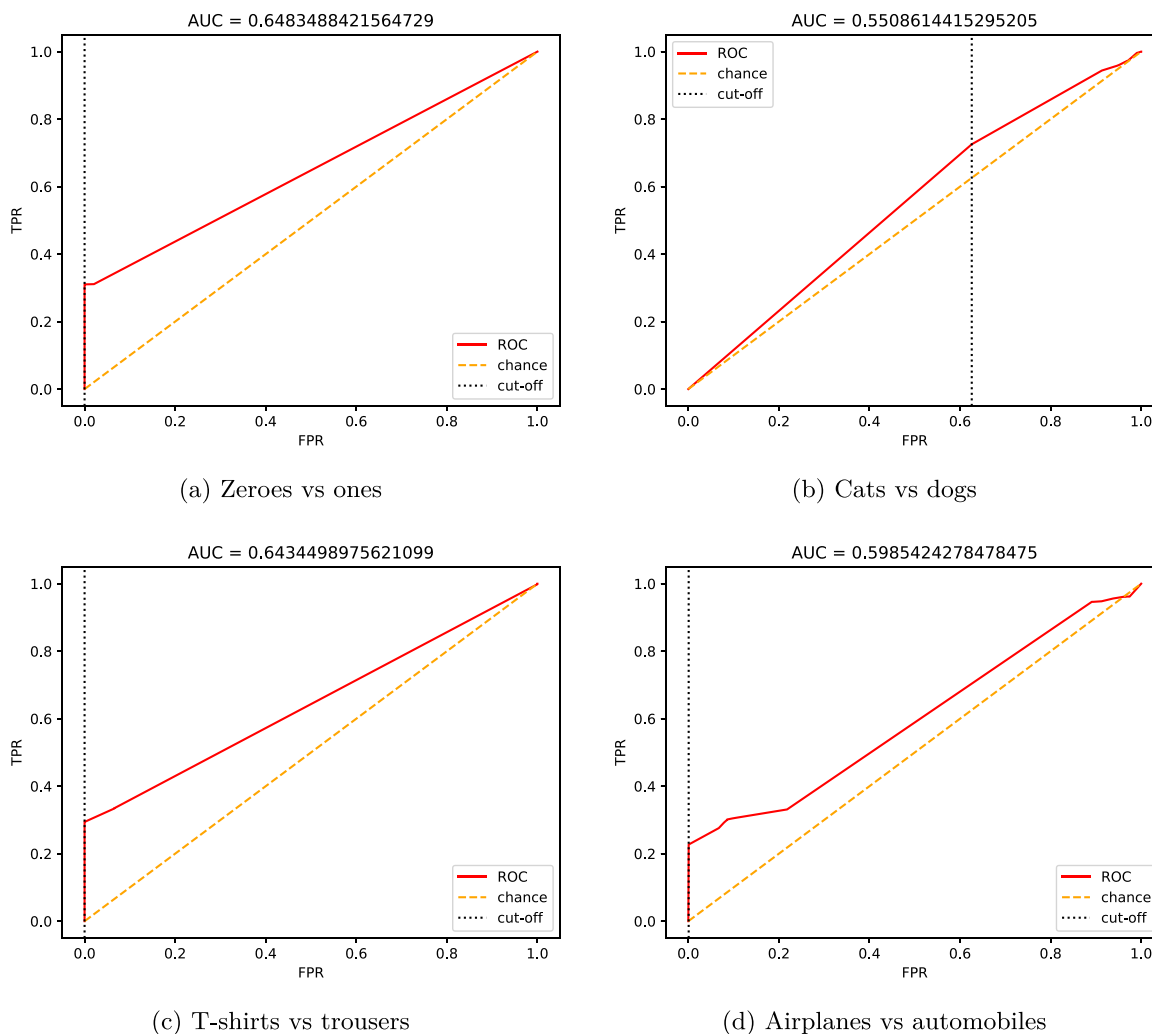 AUC = 0.6483488421564729
1.0
0.8
0.6
0.4
0.2
0.0
TPR
0.0 0.2 0.4 0.6 0.8 1.0
FPR
ROC
chance
cut-off
(a) Zeroes vs ones
AUC = 0.5508614415295205
1.0
0.8
0.6
0.4
0.2
0.0
TPR
0.0 0.2 0.4 0.6 0.8 1.0
FPR
ROC
chance
cut-off
(b) Cats vs dogs
AUC = 0.6434498975621099
1.0
0.8
0.6
0.4
0.2
0.0
TPR
0.0 0.2 0.4 0.6 0.8 1.0
FPR
ROC
chance
cut-off
(c) T-shirts vs trousers
AUC = 0.5985424278478475
1.0
0.8
0.6
0.4
0.2
0.0
TPR
0.0 0.2 0.4 0.6 0.8 1.0
FPR
ROC
chance
cut-off
(d) Airplanes vs automobiles